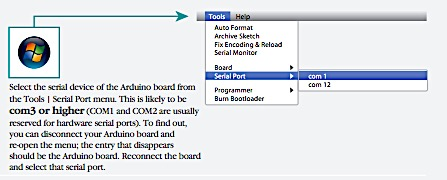 Tools Help
Auto Format
Archive Sketch
Fix Encoding & Reload
Serial Monitor
Board
Serial Port
com 1
com 12
Programmer
Burn Bootloader
Select the serial device of the Arduino board from
the Tools | Serial Port menu. This is likely to be
com3 or higher (COM1 and COM2 are usually
reserved for hardware serial ports). To find out,
you can disconnect your Arduino board and
re-open the menu; the entry that disappears
should be the Arduino board. Reconnect the board
and select that serial port.